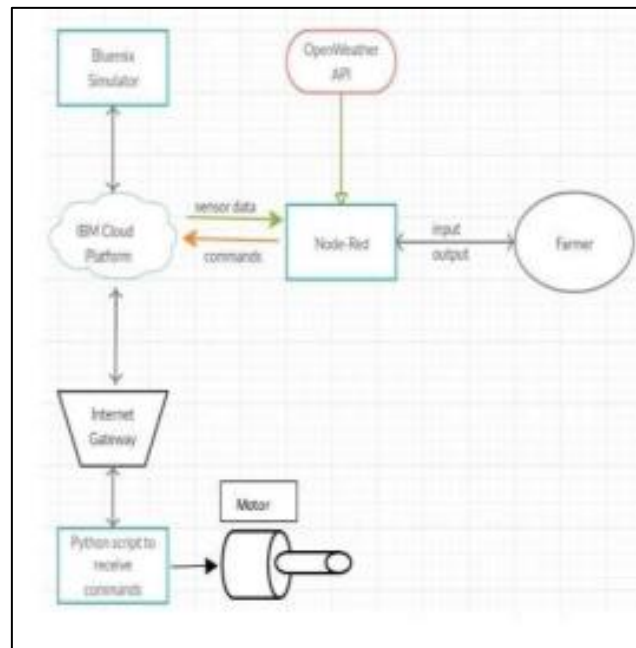 Bluemix
Simulator
OpenWeather
API
IBM Cloud
Platform
sensor data
commands
Node-Red
input
output
Farmer
Internet
Gateway
Motor
Python script to
receive
commands